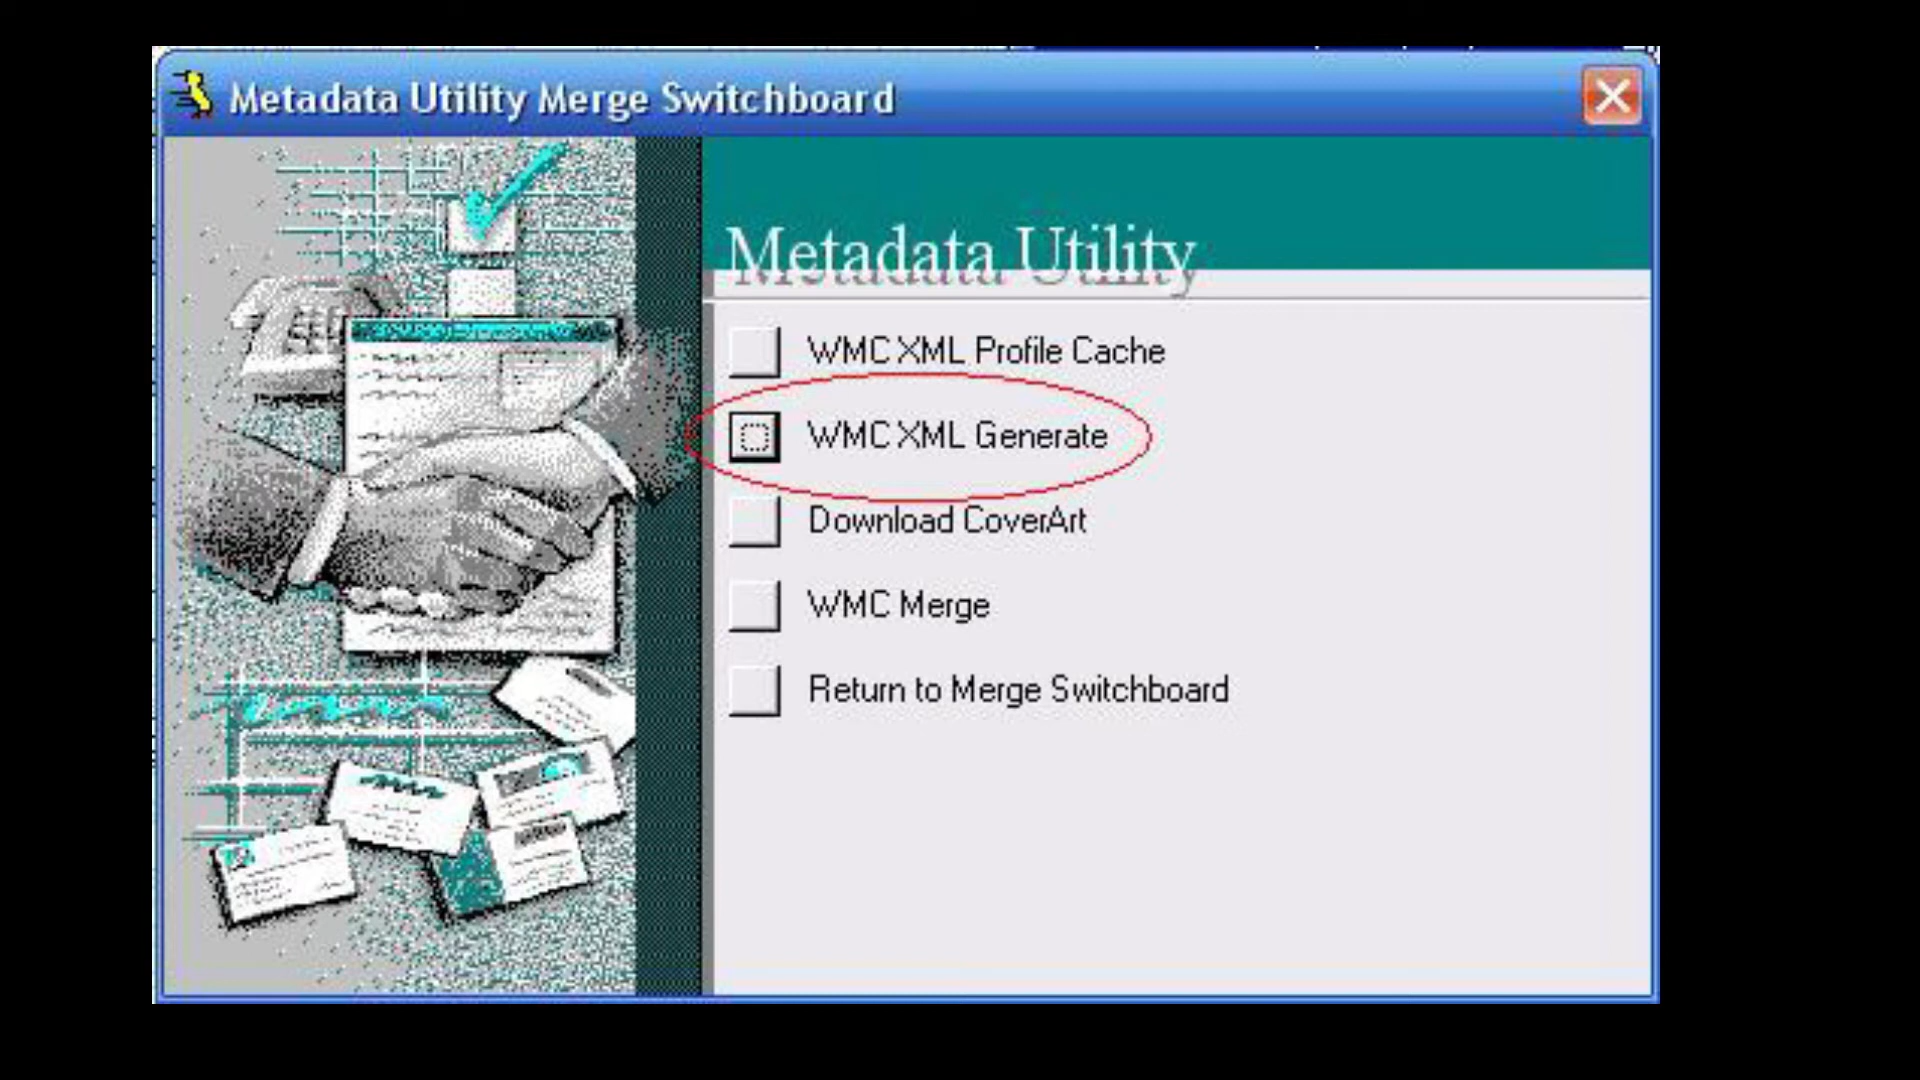 Metadata Utility Merge Switchboard
Metadata Utility
WMC XML Profile Cache
WMC XML Generate
Download CoverArt
WMC Merge
Return to Merge Switchboard